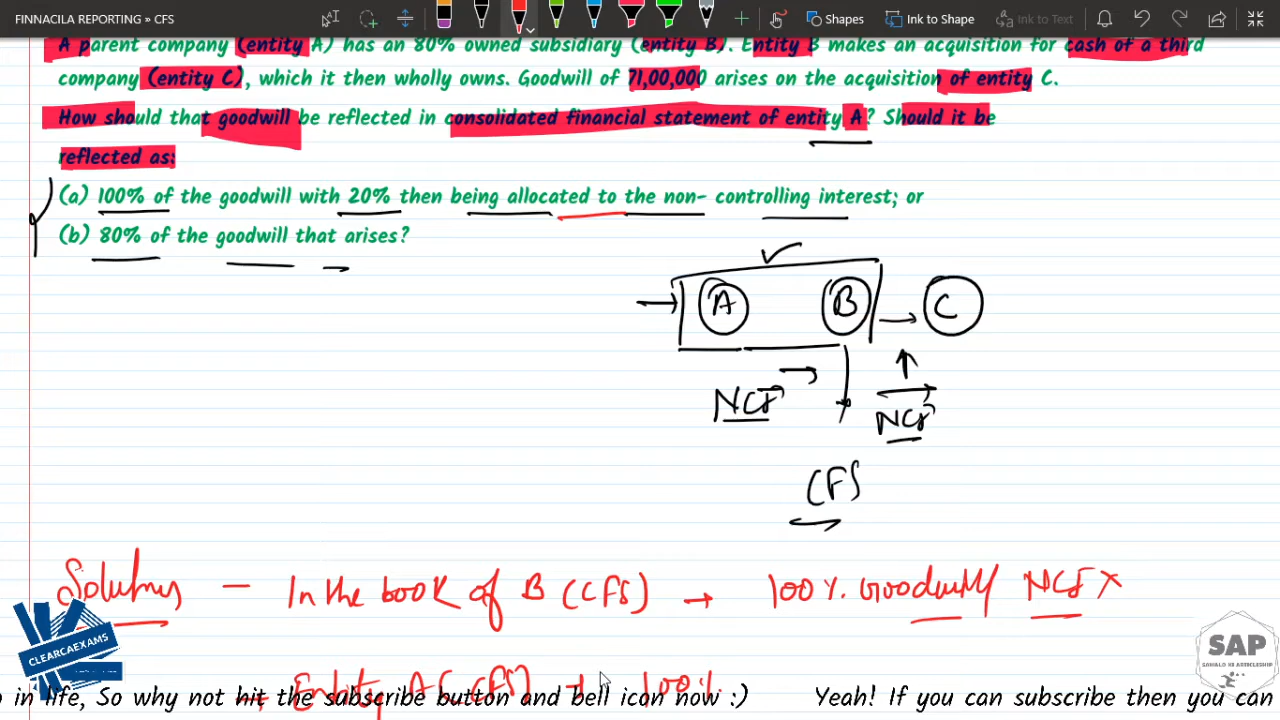 FINNACILA REPORTING » CFS
Shapes
Ink to Shape
Ink to Text
A parent company (entity A) has an 80% owned subsidiary (entity B). Entity B makes an acquisition for cash of a third
company (entity C), which it then wholly owns. Goodwill of 71,00,000 arises on the acquisition of entity C.
How should that goodwill be reflected in consolidated financial statement of entity A? Should it be
reflected as:
(a) 100% of the goodwill with 20% then being allocated to the non- controlling interest; or
(b) 80% of the goodwill that arises?
A B C
NCI NCI
CFS
Solution - In the book of B (CFS) → 100%. Goodwill NCI X
→ Entity A (CFS) → 100%.
CLEARCAEXAMS
SAP
SAWALO KE ARTICLESHIP
o in life, So why not hit the subscribe button and bell icon now :) Yeah! If you can subscribe then you can